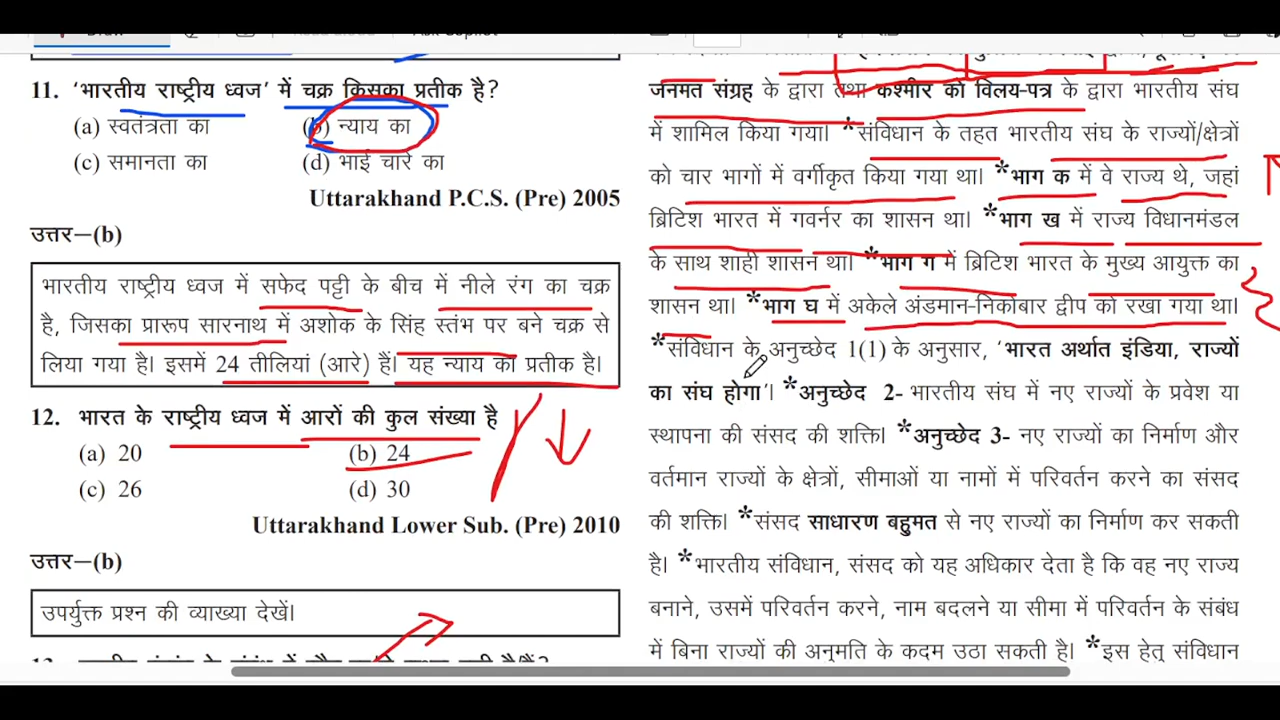 11. 'भारतीय राष्ट्रीय ध्वज' में चक्र किसका प्रतीक है?
(a) स्वतंत्रता का (b) न्याय का
(c) समानता का (d) भाई चारे का
Uttarakhand P.C.S. (Pre) 2005
उत्तर–(b)
भारतीय राष्ट्रीय ध्वज में सफेद पट्टी के बीच में नीले रंग का चक्र
है, जिसका प्रारूप सारनाथ में अशोक के सिंह स्तंभ पर बने चक्र से
लिया गया है। इसमें 24 तीलियां (आरे) हैं। यह न्याय का प्रतीक है।
12. भारत के राष्ट्रीय ध्वज में आरों की कुल संख्या है
(a) 20 (b) 24
(c) 26 (d) 30
Uttarakhand Lower Sub. (Pre) 2010
उत्तर–(b)
उपर्युक्त प्रश्न की व्याख्या देखें।
जनमत संग्रह के द्वारा तथा कश्मीर को विलय-पत्र के द्वारा भारतीय संघ
में शामिल किया गया। *संविधान के तहत भारतीय संघ के राज्यों/क्षेत्रों
को चार भागों में वर्गीकृत किया गया था। *भाग क में वे राज्य थे, जहां
ब्रिटिश भारत में गवर्नर का शासन था। *भाग ख में राज्य विधानमंडल
के साथ शाही शासन था। *भाग ग में ब्रिटिश भारत के मुख्य आयुक्त का
शासन था। *भाग घ में अकेले अंडमान-निकोबार द्वीप को रखा गया था।
*संविधान के अनुच्छेद 1(1) के अनुसार, 'भारत अर्थात इंडिया, राज्यों
का संघ होगा'। *अनुच्छेद 2- भारतीय संघ में नए राज्यों के प्रवेश या
स्थापना की संसद की शक्ति। *अनुच्छेद 3- नए राज्यों का निर्माण और
वर्तमान राज्यों के क्षेत्रों, सीमाओं या नामों में परिवर्तन करने का संसद
की शक्ति। *संसद साधारण बहुमत से नए राज्यों का निर्माण कर सकती
है। *भारतीय संविधान, संसद को यह अधिकार देता है कि वह नए राज्य
बनाने, उसमें परिवर्तन करने, नाम बदलने या सीमा में परिवर्तन के संबंध
में बिना राज्यों की अनुमति के कदम उठा सकती है। *इस हेतु संविधान